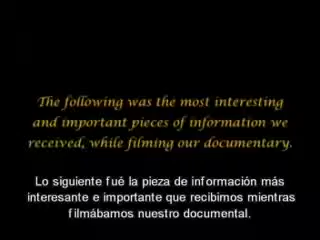 The following was the most interesting
and important pieces of information we
received, while filming our documentary.
Lo siguiente fué la pieza de información más
interesante e importante que recibimos mientras
filmábamos nuestro documental.